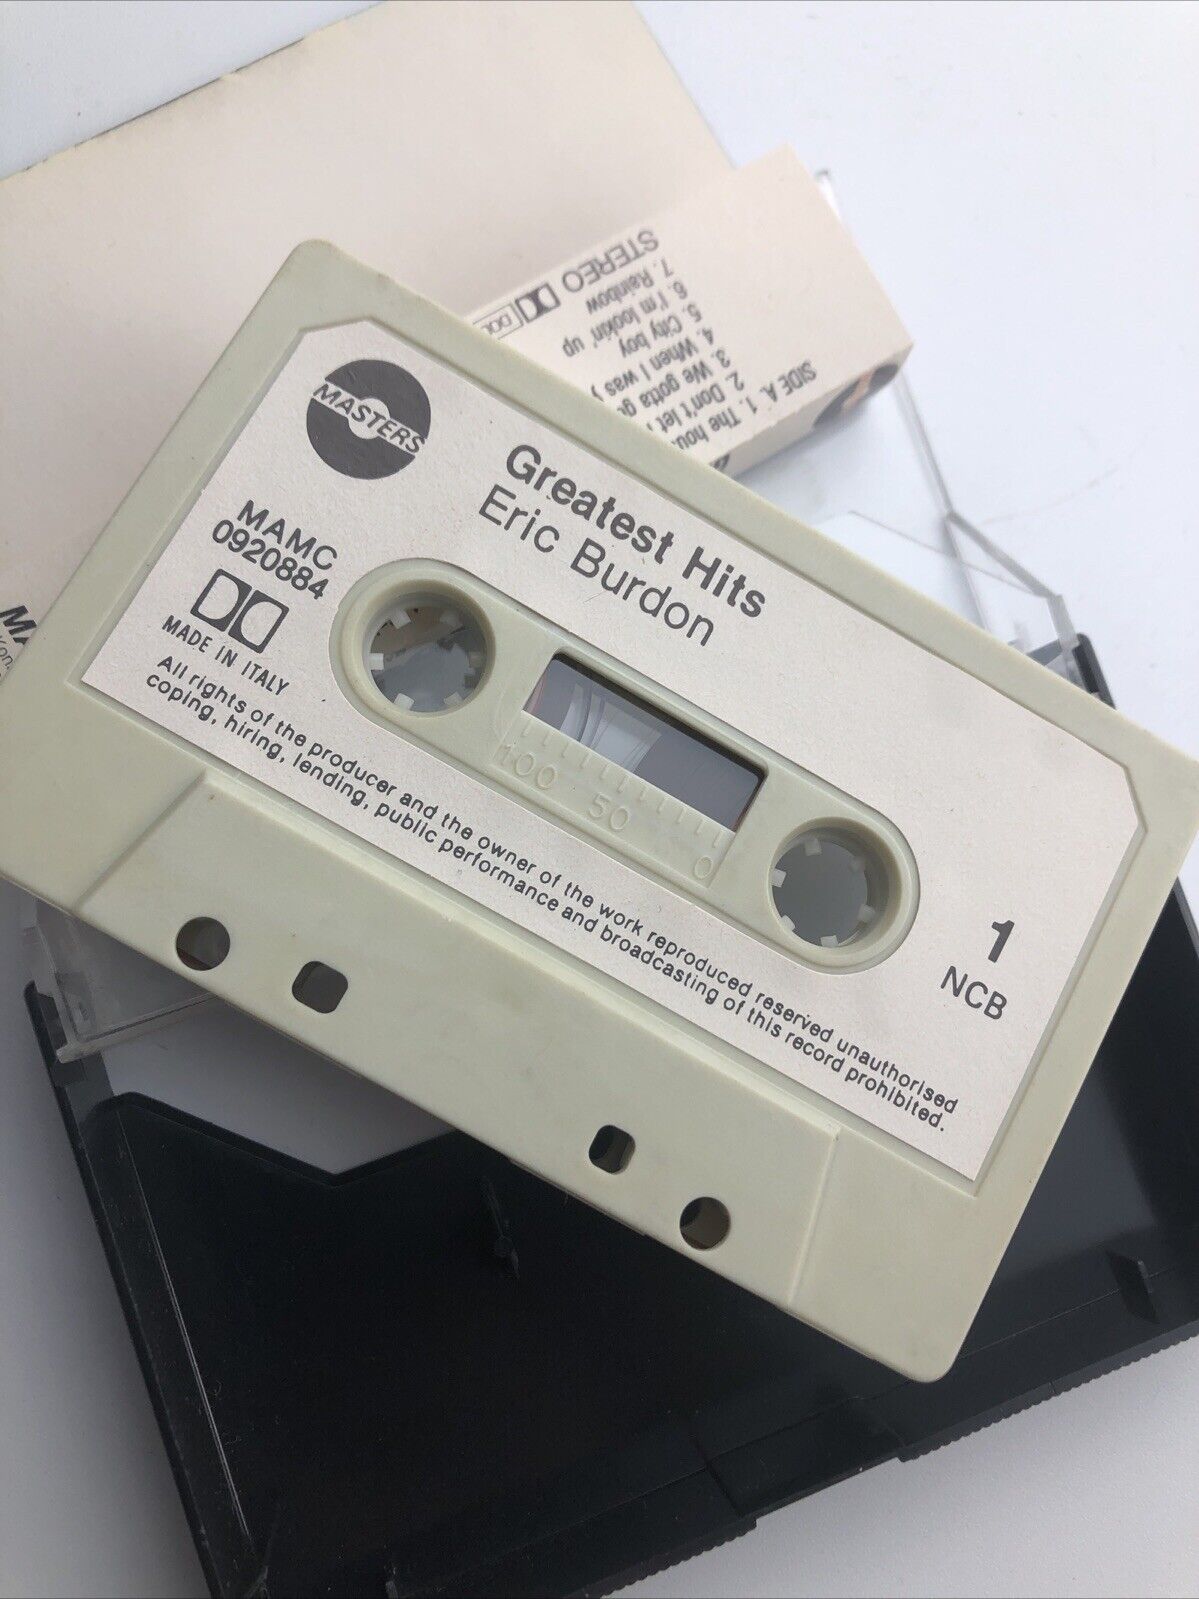 MASTERS
Greatest Hits
Eric Burdon
MAMC
0920884
MADE IN ITALY
100 50 0
1
NCB
All rights of the producer and the owner of the work reproduced reserved unauthorised
coping, hiring, lending, public performance and broadcasting of this record prohibited.
SIDE A. 1. The
2. Don't let
3. We gotta
4. When I was
5. City boy
6. I'm lookin' up
7. Rainbow
STEREO